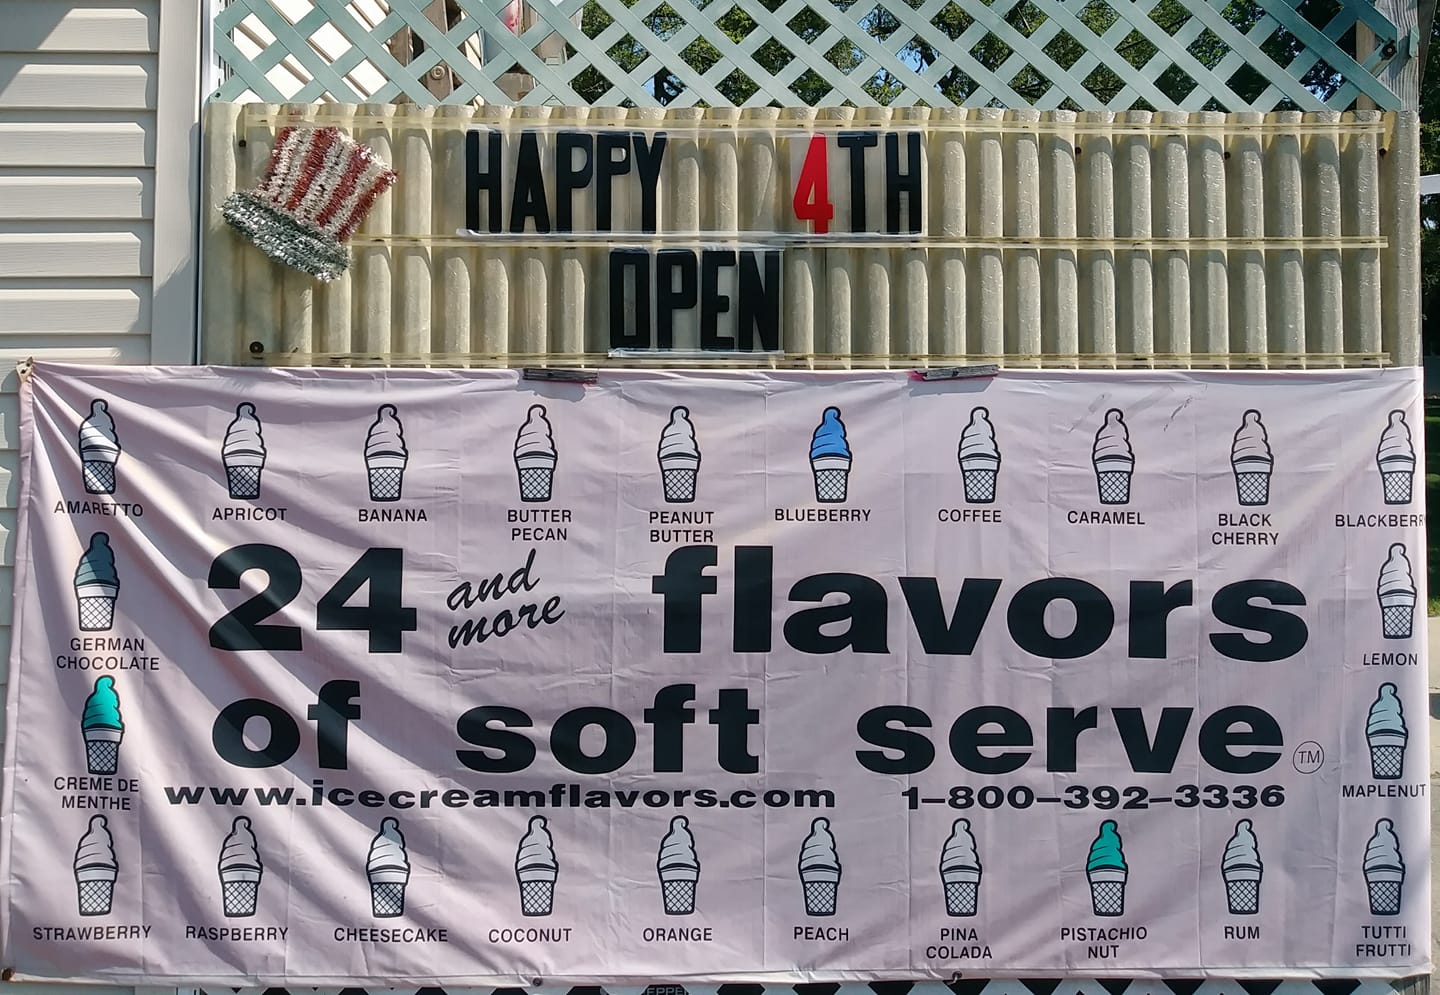 HAPPY 4TH
OPEN
AMARETTO
APRICOT
BANANA
BUTTER
PECAN
PEANUT
BUTTER
BLUEBERRY
COFFEE
CARAMEL
BLACK
CHERRY
BLACKBERR
GERMAN
CHOCOLATE
24 and more flavors
LEMON
CREME DE
MENTHE
of soft serve TM
MAPLENUT
www.icecreamflavors.com 1-800-392-3336
STRAWBERRY
RASPBERRY
CHEESECAKE
COCONUT
ORANGE
PEACH
PINA
COLADA
PISTACHIO
NUT
RUM
TUTTI
FRUTTI